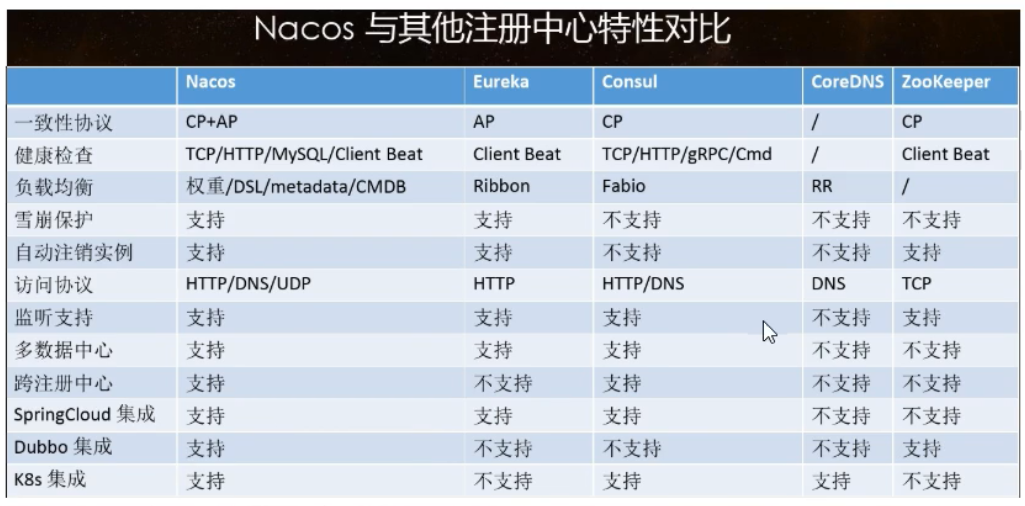 Nacos 与其他注册中心特性对比
Nacos Eureka Consul CoreDNS ZooKeeper
一致性协议 CP+AP AP CP / CP
健康检查 TCP/HTTP/MySQL/Client Beat Client Beat TCP/HTTP/gRPC/Cmd / Client Beat
负载均衡 权重/DSL/metadata/CMDB Ribbon Fabio RR /
雪崩保护 支持 支持 不支持 不支持 不支持
自动注销实例 支持 支持 不支持 不支持 支持
访问协议 HTTP/DNS/UDP HTTP HTTP/DNS DNS TCP
监听支持 支持 支持 支持 不支持 支持
多数据中心 支持 支持 支持 不支持 不支持
跨注册中心 支持 不支持 支持 不支持 不支持
SpringCloud 集成 支持 支持 支持 不支持 不支持
Dubbo 集成 支持 不支持 不支持 不支持 支持
K8s 集成 支持 不支持 支持 支持 不支持